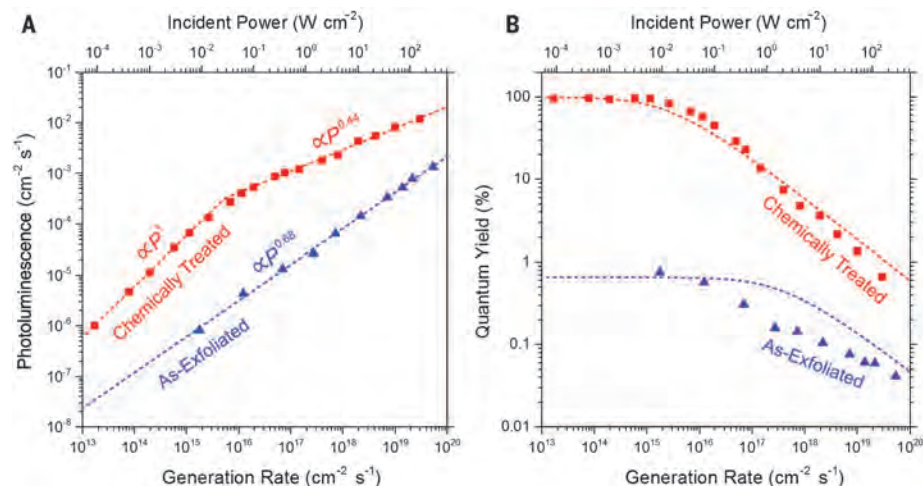 A
Incident Power (W cm⁻²)
10⁻⁴ 10⁻³ 10⁻² 10⁻¹ 10⁰ 10¹ 10²
10⁻¹
10⁻²
10⁻³
10⁻⁴
10⁻⁵
10⁻⁶
10⁻⁷
10⁻⁸
Photoluminescence (cm⁻² s⁻¹)
∝P^0.44
∝P^1
Chemically Treated
∝P^0.68
As-Exfoliated
10¹³ 10¹⁴ 10¹⁵ 10¹⁶ 10¹⁷ 10¹⁸ 10¹⁹ 10²⁰
Generation Rate (cm⁻² s⁻¹)
B
Incident Power (W cm⁻²)
10⁻⁴ 10⁻³ 10⁻² 10⁻¹ 10⁰ 10¹ 10²
100
10
1
0.1
0.01
Quantum Yield (%)
Chemically Treated
As-Exfoliated
10¹³ 10¹⁴ 10¹⁵ 10¹⁶ 10¹⁷ 10¹⁸ 10¹⁹ 10²⁰
Generation Rate (cm⁻² s⁻¹)